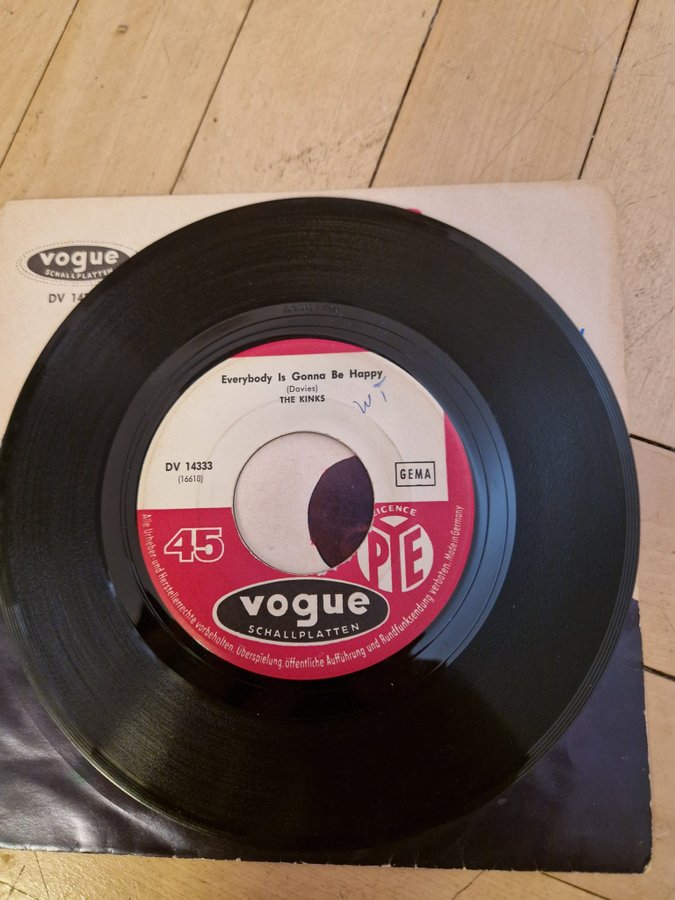 vogue
SCHALLPLATTEN
DV
Everybody Is Gonna Be Happy
(Davies)
THE KINKS
DV 14333
(16618)
GEMA
45
LICENCE
PYE
vogue
SCHALLPLATTEN
Alle Urheber- und Herstellerrechte vorbehalten. Überspielung, öffentliche Aufführung und Rundfunksendung verboten. Made in Germany